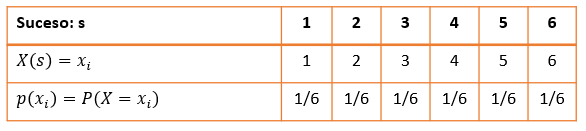 Suceso: s 1 2 3 4 5 6
X(s) = xᵢ 1 2 3 4 5 6
p(xᵢ) = P(X = xᵢ) 1/6 1/6 1/6 1/6 1/6 1/6